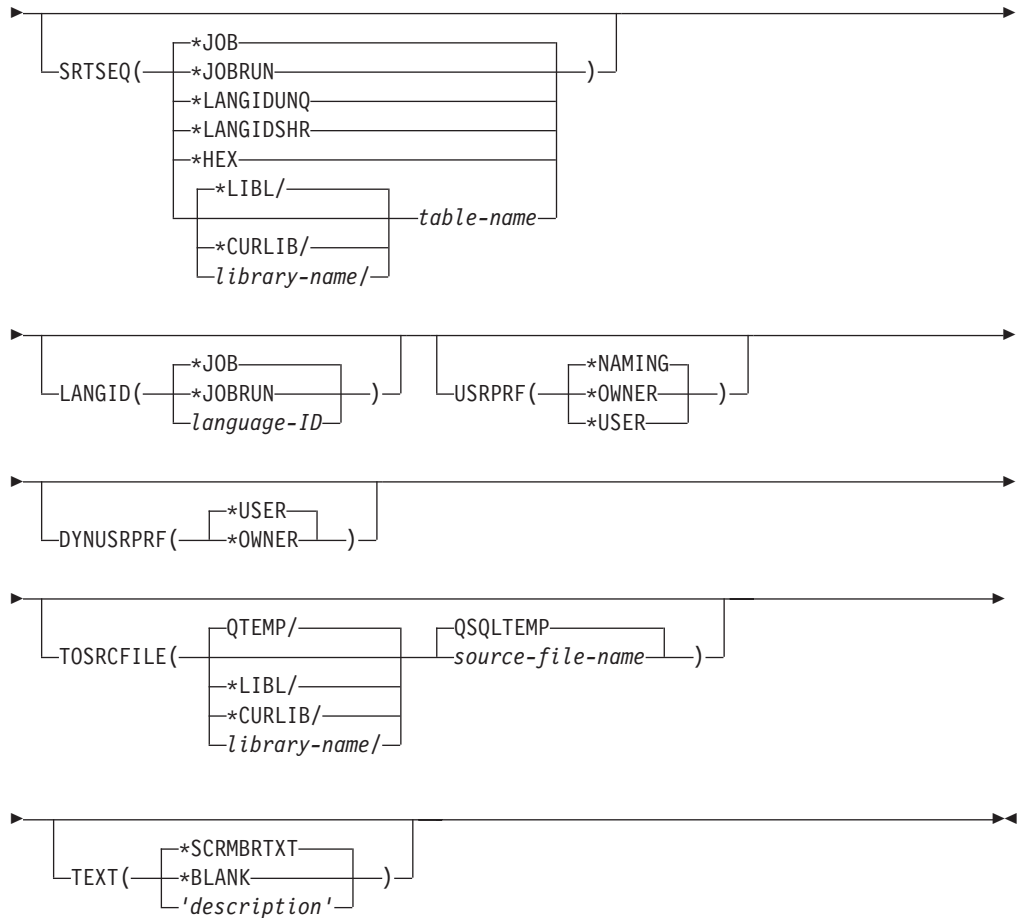 *JOB
SRTSEQ( *JOBRUN )
*LANGIDUNQ
*LANGIDSHR
*HEX
*LIBL/
table-name
*CURLIB/
library-name/
*JOB *NAMING
LANGID( *JOBRUN ) USRPRF( *OWNER )
language-ID *USER
*USER
DYNUSRPRF( *OWNER )
QTEMP/ QSQLTEMP
TOSRCFILE( source-file-name )
*LIBL/
*CURLIB/
library-name/
*SCRMBRTXT
TEXT( *BLANK )
'description'